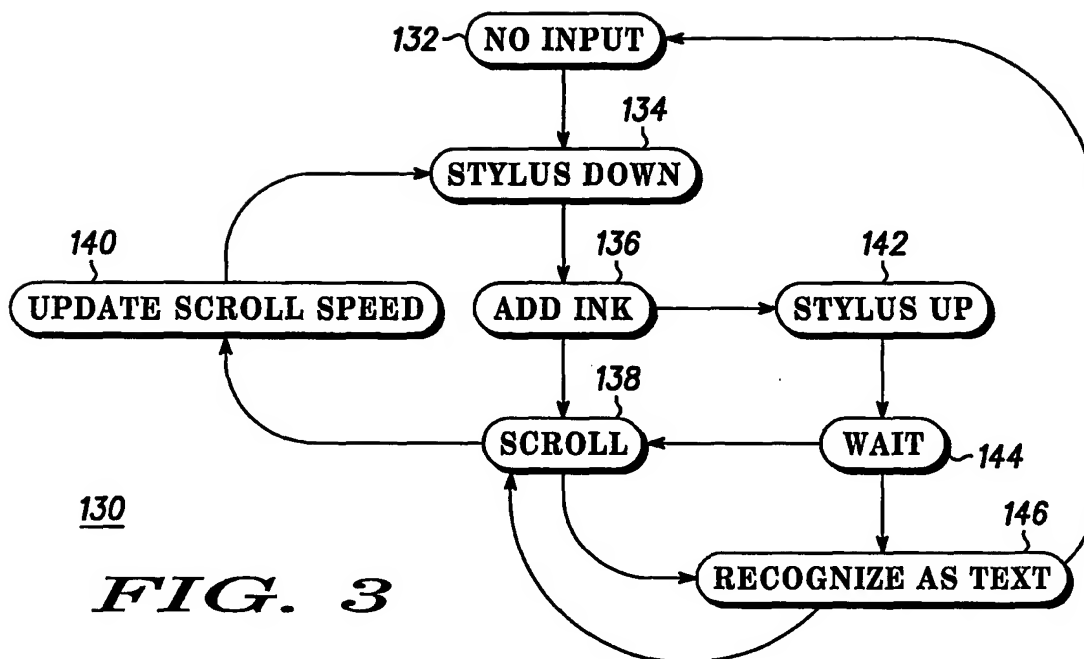 132 NO INPUT
134
STYLUS DOWN
140 136 142
UPDATE SCROLL SPEED ADD INK STYLUS UP
138
SCROLL WAIT 144
130 146
RECOGNIZE AS TEXT
FIG. 3